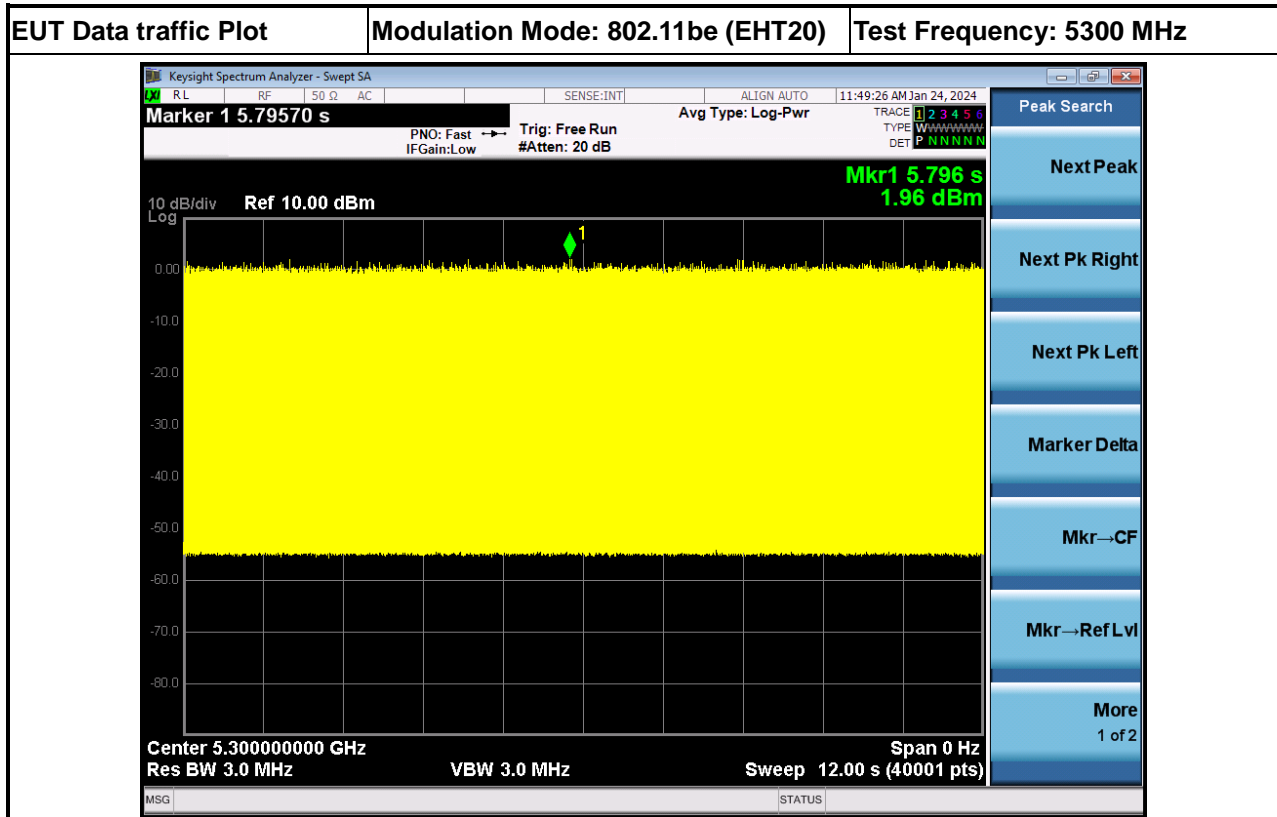 EUT Data traffic Plot Modulation Mode: 802.11be (EHT20) Test Frequency: 5300 MHz
Keysight Spectrum Analyzer - Swept SA
LXI RL RF 50 Ω AC SENSE:INT ALIGN AUTO 11:49:26 AM Jan 24, 2024
Marker 1 5.79570 s Avg Type: Log-Pwr TRACE 1 2 3 4 5 6
PNO: Fast Trig: Free Run TYPE WWWWWW
IFGain:Low #Atten: 20 dB DET P N N N N N
Peak Search
Mkr1 5.796 s
1.96 dBm
10 dB/div Ref 10.00 dBm
Log
1
0.00
-10.0
-20.0
-30.0
-40.0
-50.0
-60.0
-70.0
-80.0
Center 5.300000000 GHz Span 0 Hz
Res BW 3.0 MHz VBW 3.0 MHz Sweep 12.00 s (40001 pts)
MSG STATUS
Next Peak
Next Pk Right
Next Pk Left
Marker Delta
Mkr→CF
Mkr→Ref Lvl
More
1 of 2